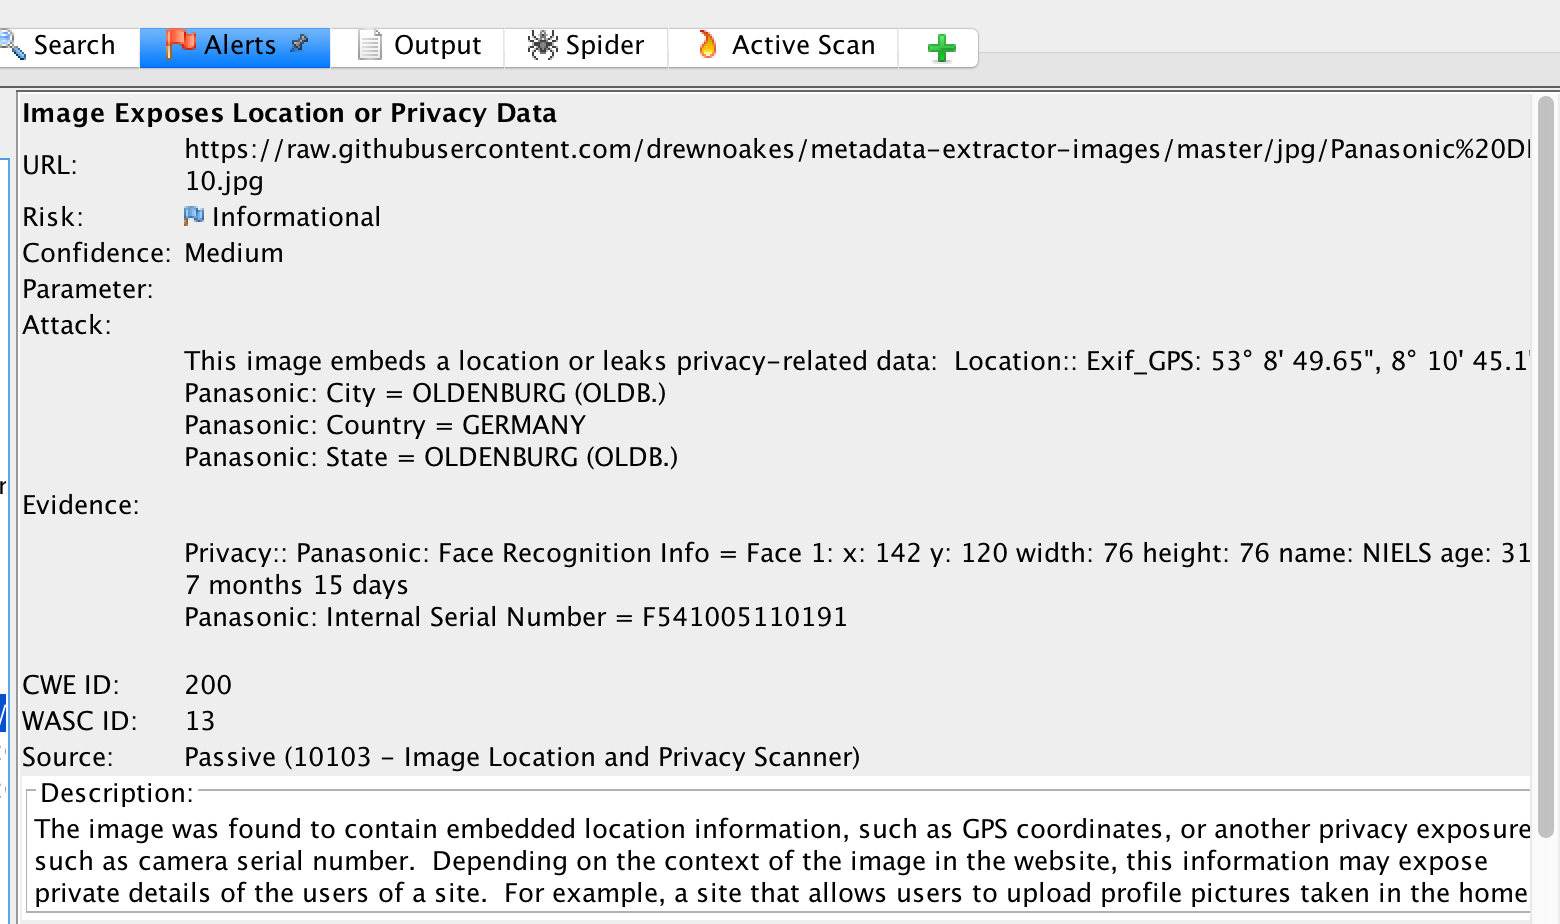 Search Alerts Output Spider Active Scan
Image Exposes Location or Privacy Data
URL: https://raw.githubusercontent.com/drewnoakes/metadata-extractor-images/master/jpg/Panasonic%20D
10.jpg
Risk: Informational
Confidence: Medium
Parameter:
Attack:
This image embeds a location or leaks privacy-related data:  Location:: Exif_GPS: 53° 8' 49.65", 8° 10' 45.1
Panasonic: City = OLDENBURG (OLDB.)
Panasonic: Country = GERMANY
Panasonic: State = OLDENBURG (OLDB.)
Evidence:
Privacy:: Panasonic: Face Recognition Info = Face 1: x: 142 y: 120 width: 76 height: 76 name: NIELS age: 31
7 months 15 days
Panasonic: Internal Serial Number = F541005110191
CWE ID: 200
WASC ID: 13
Source: Passive (10103 - Image Location and Privacy Scanner)
Description:
The image was found to contain embedded location information, such as GPS coordinates, or another privacy exposure
such as camera serial number.  Depending on the context of the image in the website, this information may expose
private details of the users of a site.  For example, a site that allows users to upload profile pictures taken in the home